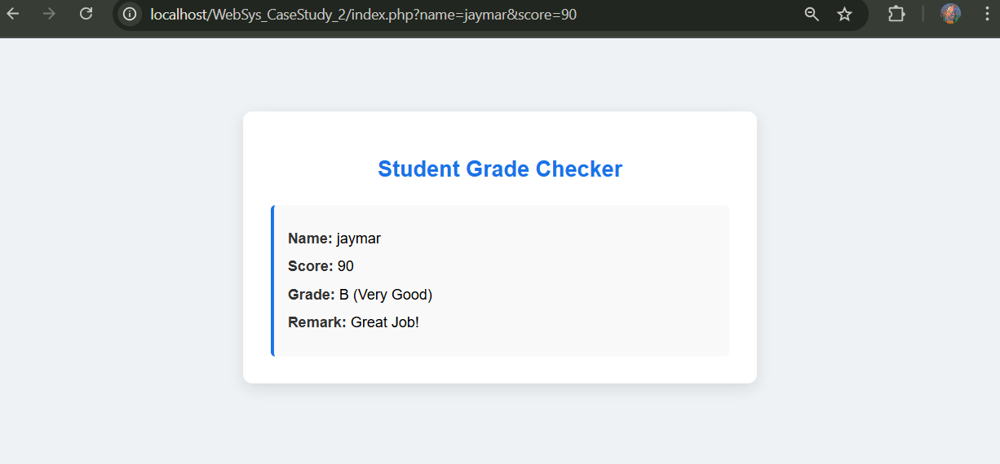 localhost/WebSys_CaseStudy_2/index.php?name=jaymar&score=90
Student Grade Checker
Name: jaymar
Score: 90
Grade: B (Very Good)
Remark: Great Job!